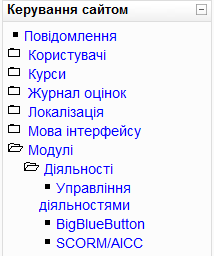 Керування сайтом
Повідомлення
Користувачі
Курси
Журнал оцінок
Локалізація
Мова інтерфейсу
Модулі
Діяльності
Управління
діяльностями
BigBlueButton
SCORM/AICC